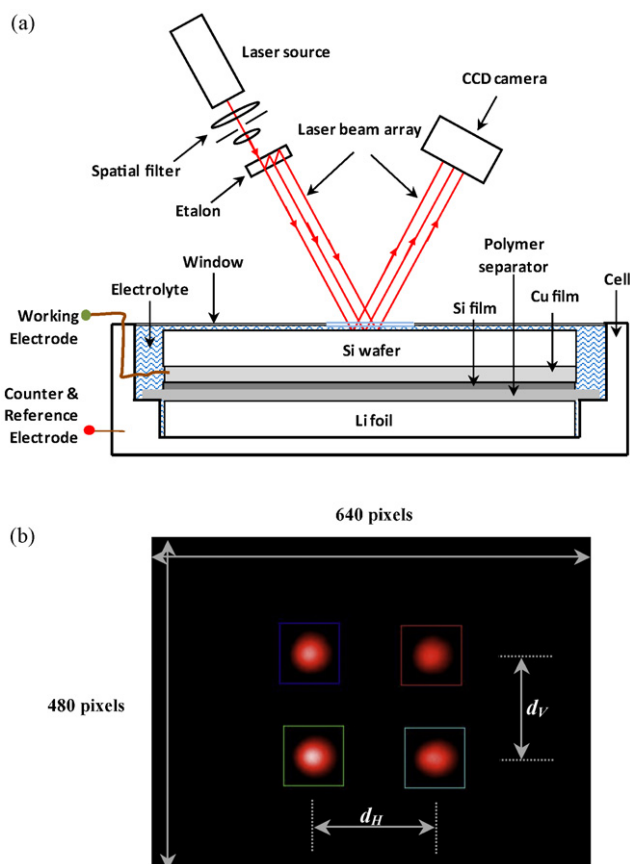 (a)
Laser source
CCD camera
Spatial filter
Laser beam array
Etalon
Window
Polymer
separator
Electrolyte
Cell
Si film
Cu film
Working
Electrode
Si wafer
Counter &
Reference
Electrode
Li foil
640 pixels
(b)
480 pixels
dV
dH